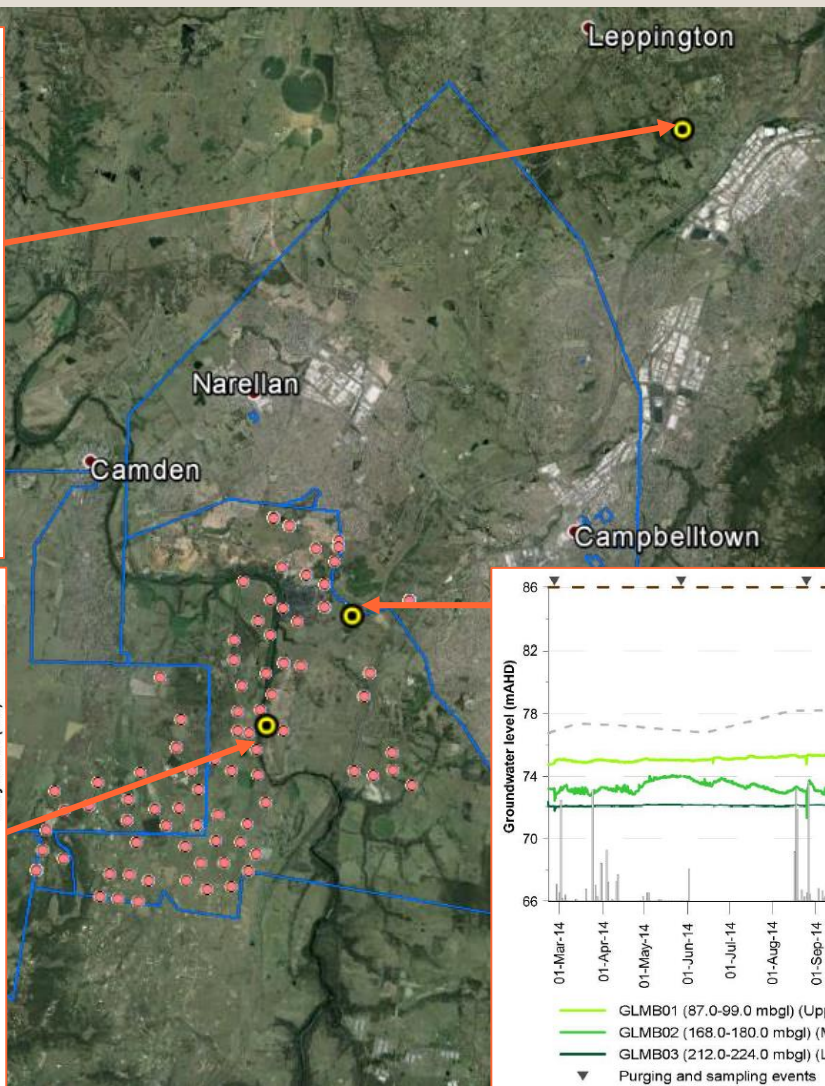 Leppington
Narellan
Camden
Campbelltown
Groundwater level (mAHD)
86
82
78
74
70
66
01-Mar-14
01-Apr-14
01-May-14
01-Jun-14
01-Jul-14
01-Aug-14
01-Sep-14
GLMB01 (87.0-99.0 mbgl) (Upp
GLMB02 (168.0-180.0 mbgl) (M
GLMB03 (212.0-224.0 mbgl) (L
Purging and sampling events